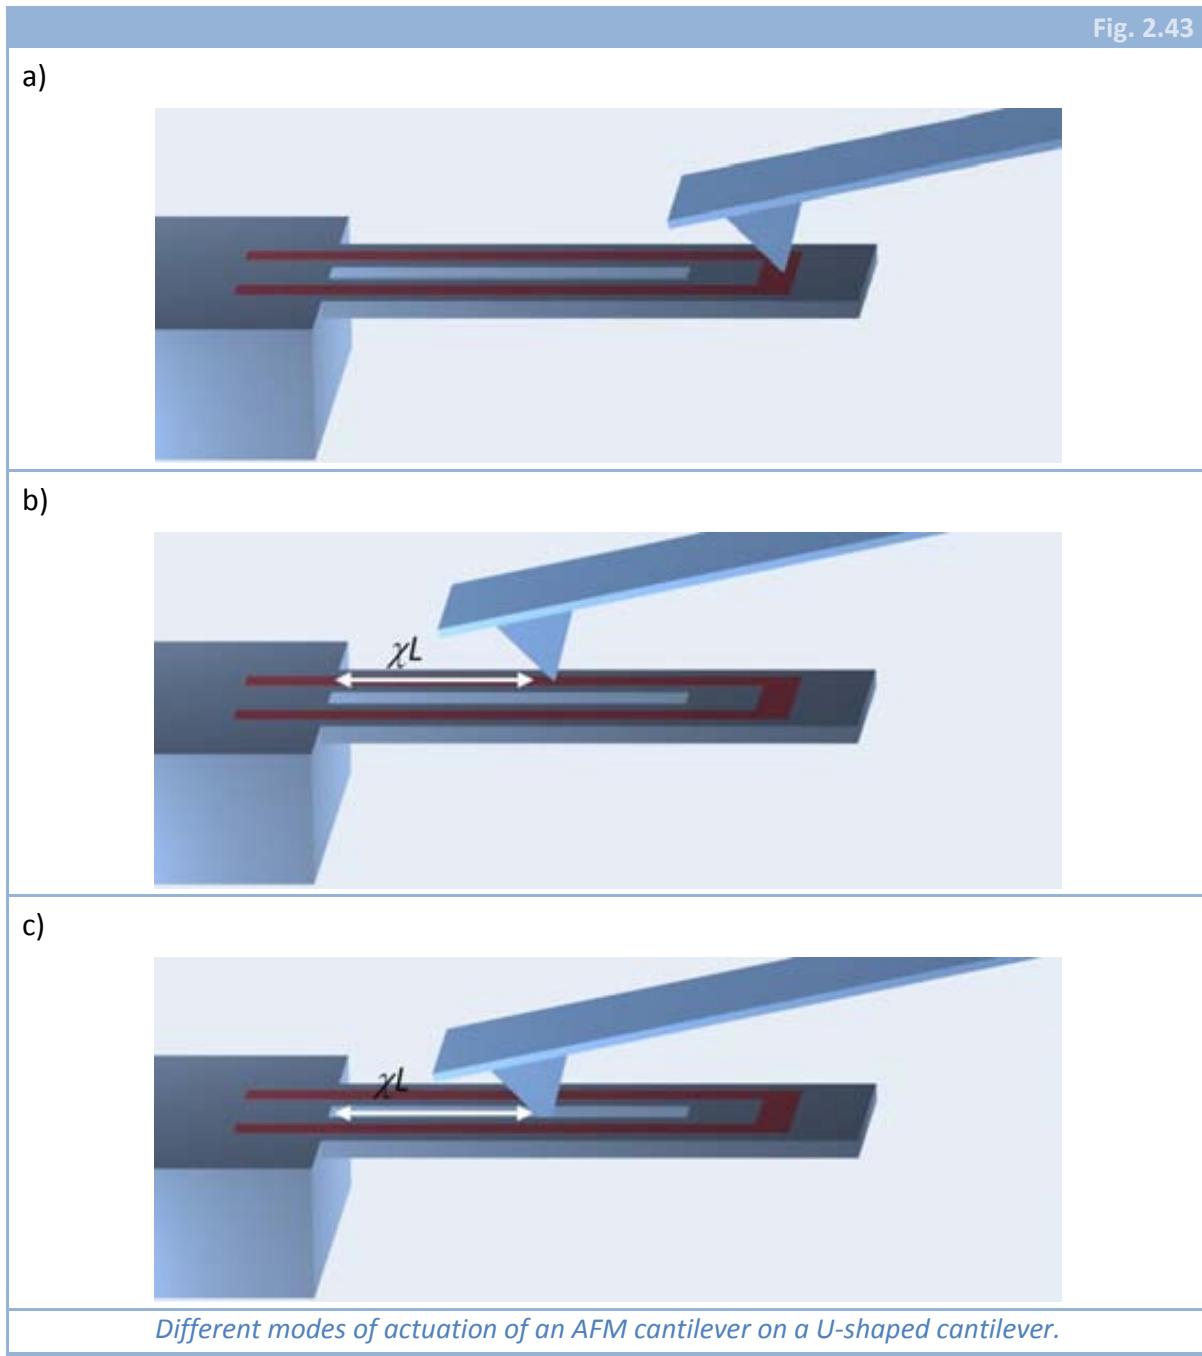 Fig. 2.43
a)
b)
χL
c)
χL
Different modes of actuation of an AFM cantilever on a U-shaped cantilever.